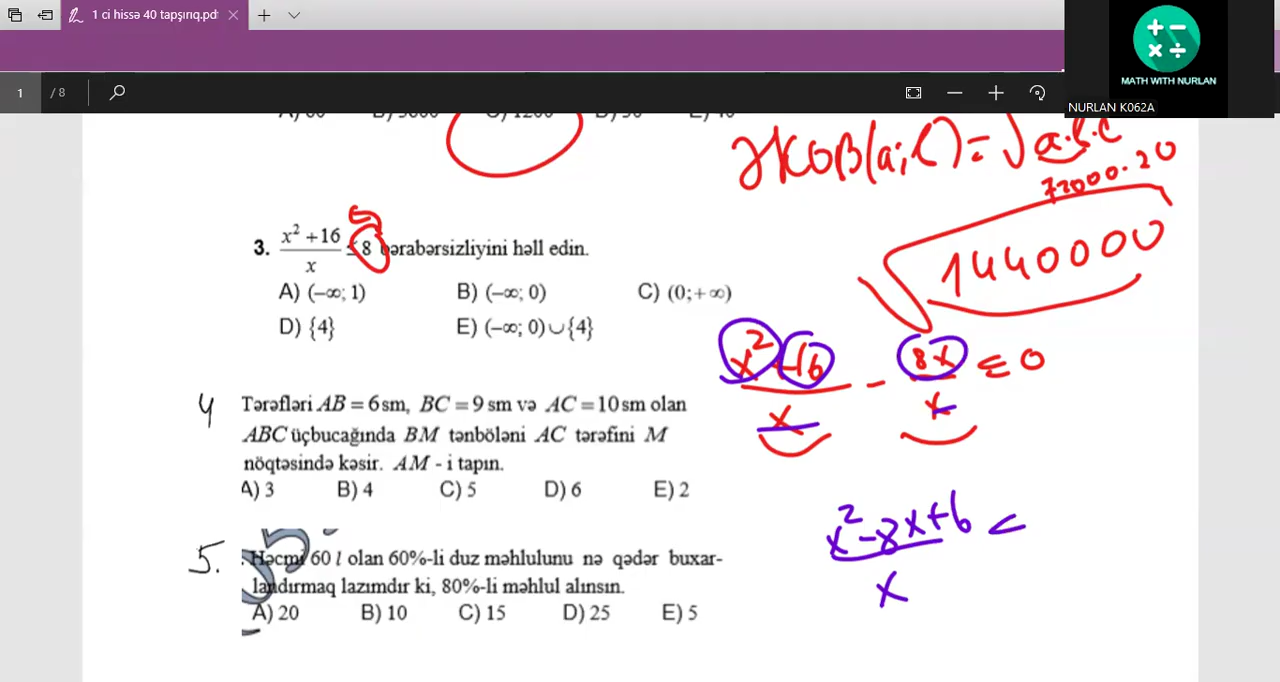 1 ci hissə 40 tapşırıq.pdf
MATH WITH NURLAN
NURLAN K062A
1 / 8
ƏKOB(a;b)=√a·b·c
72000·20
√1440000
3. x² +16 / x ≤ 8 bərabərsizliyini həll edin.
A) (−∞; 1) B) (−∞; 0) C) (0;+∞)
D) {4} E) (−∞; 0)∪{4}
x² +16 / x - 8x / x ≤ 0
4 Tərəfləri AB = 6 sm, BC = 9 sm və AC = 10 sm olan
ABC üçbucağında BM tənböləni AC tərəfini M
nöqtəsində kəsir. AM - i tapın.
A) 3 B) 4 C) 5 D) 6 E) 2
x² - 8x + 16 <
x
5. Həcmi 60 l olan 60%-li duz məhlulunu nə qədər buxar-
landırmaq lazımdır ki, 80%-li məhlul alınsın.
A) 20 B) 10 C) 15 D) 25 E) 5